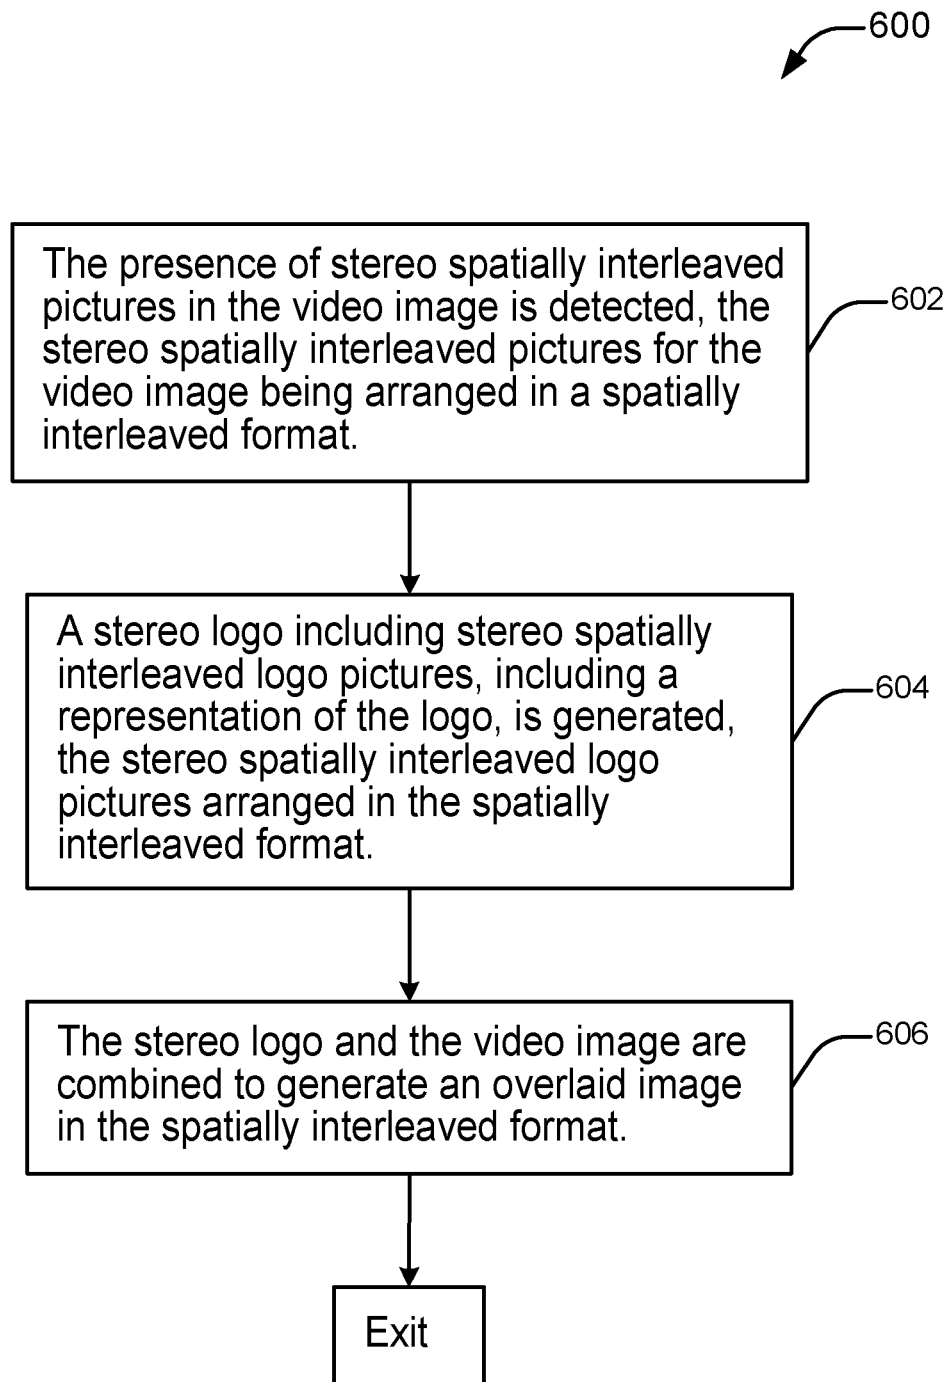 600
The presence of stereo spatially interleaved
pictures in the video image is detected, the
stereo spatially interleaved pictures for the
video image being arranged in a spatially
interleaved format.
602
A stereo logo including stereo spatially
interleaved logo pictures, including a
representation of the logo, is generated,
the stereo spatially interleaved logo
pictures arranged in the spatially
interleaved format.
604
The stereo logo and the video image are
combined to generate an overlaid image
in the spatially interleaved format.
606
Exit